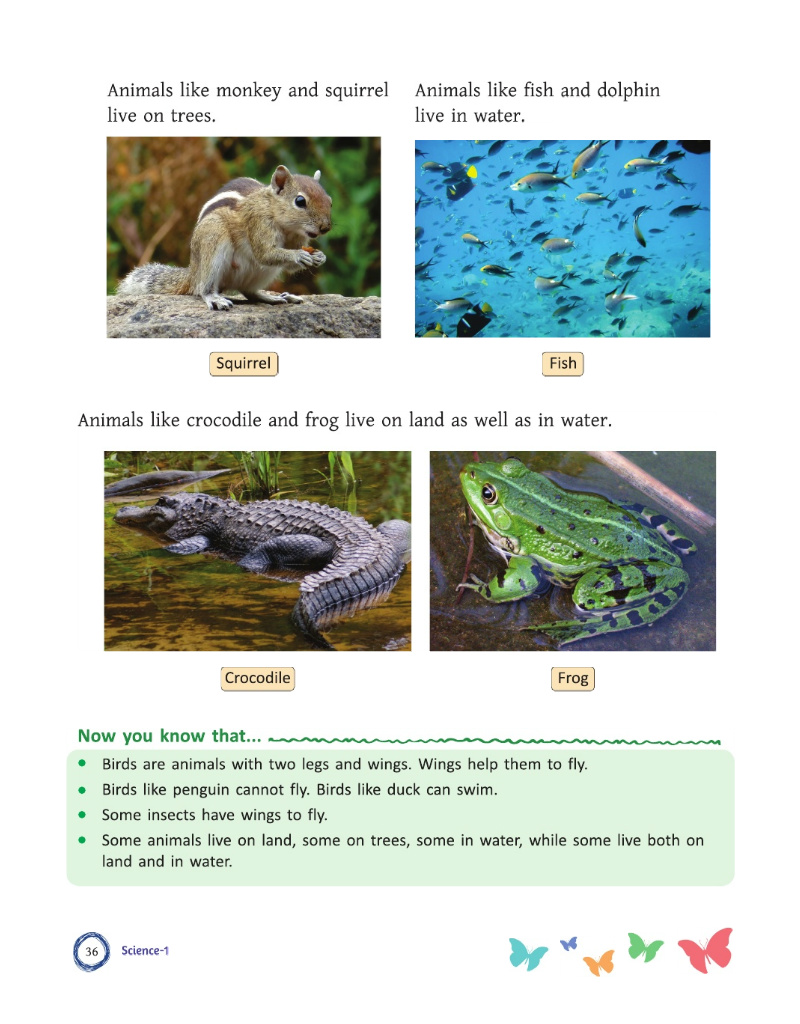 Animals like monkey and squirrel
live on trees.
Animals like fish and dolphin
live in water.
Squirrel
Fish
Animals like crocodile and frog live on land as well as in water.
Crocodile
Frog
Now you know that...
• Birds are animals with two legs and wings. Wings help them to fly.
• Birds like penguin cannot fly. Birds like duck can swim.
• Some insects have wings to fly.
• Some animals live on land, some on trees, some in water, while some live both on
land and in water.
36
Science-1